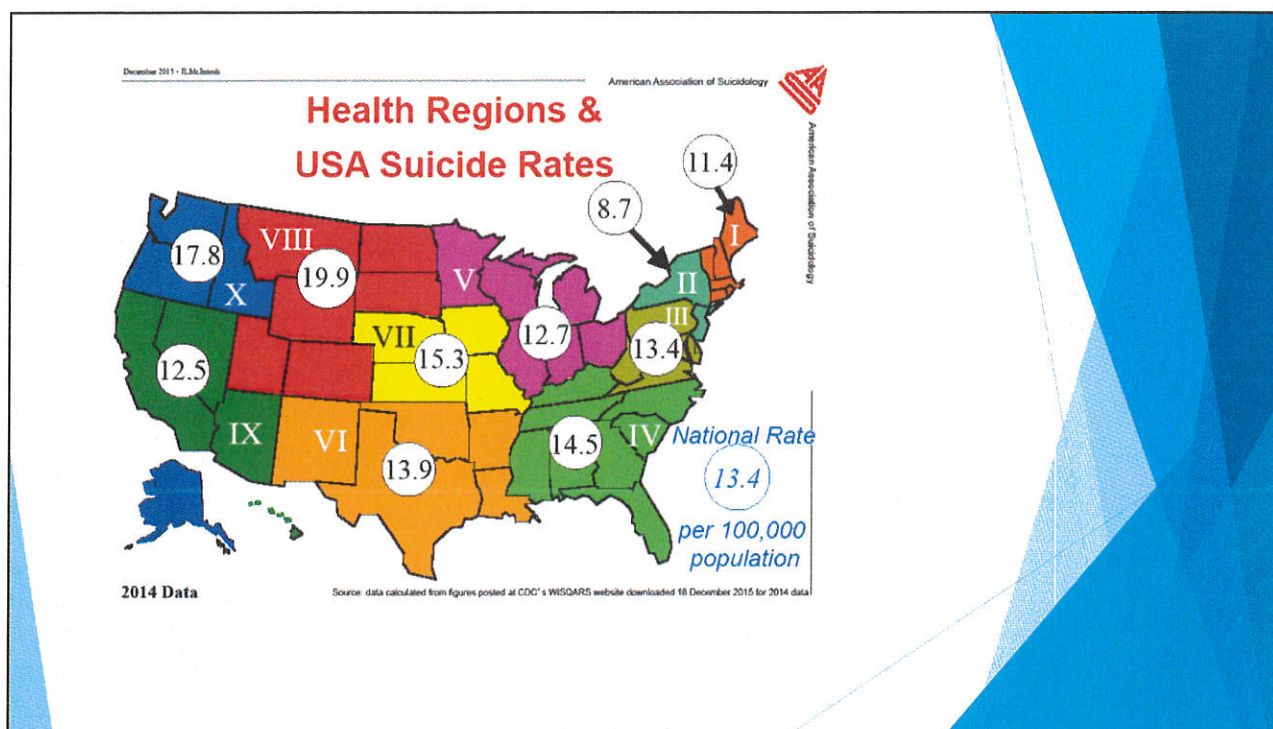 December 2015 - JLMcIntosh
American Association of Suicidology
AAS
American Association of Suicidology
Health Regions &
USA Suicide Rates
11.4
8.7
I
VIII
17.8
19.9
V
II
X
III
VII
12.7
13.4
15.3
12.5
IV
National Rate
IX
VI
14.5
13.9
13.4
per 100,000
population
2014 Data
Source: data calculated from figures posted at CDC's WISQARS website downloaded 18 December 2015 for 2014 data